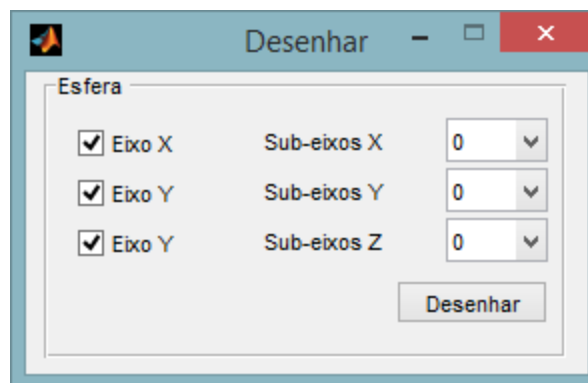 Desenhar
Esfera
Eixo X Sub-eixos X 0
Eixo Y Sub-eixos Y 0
Eixo Y Sub-eixos Z 0
Desenhar